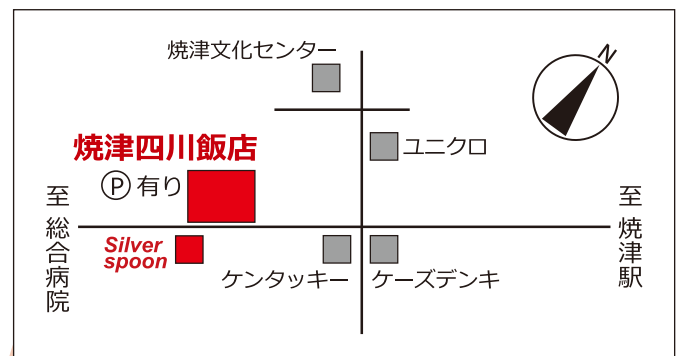 焼津文化センター
N
焼津四川飯店
ユニクロ
Ⓟ有り
至 総合病院
至 焼津駅
Silver
spoon
ケンタッキー
ケーズデンキ